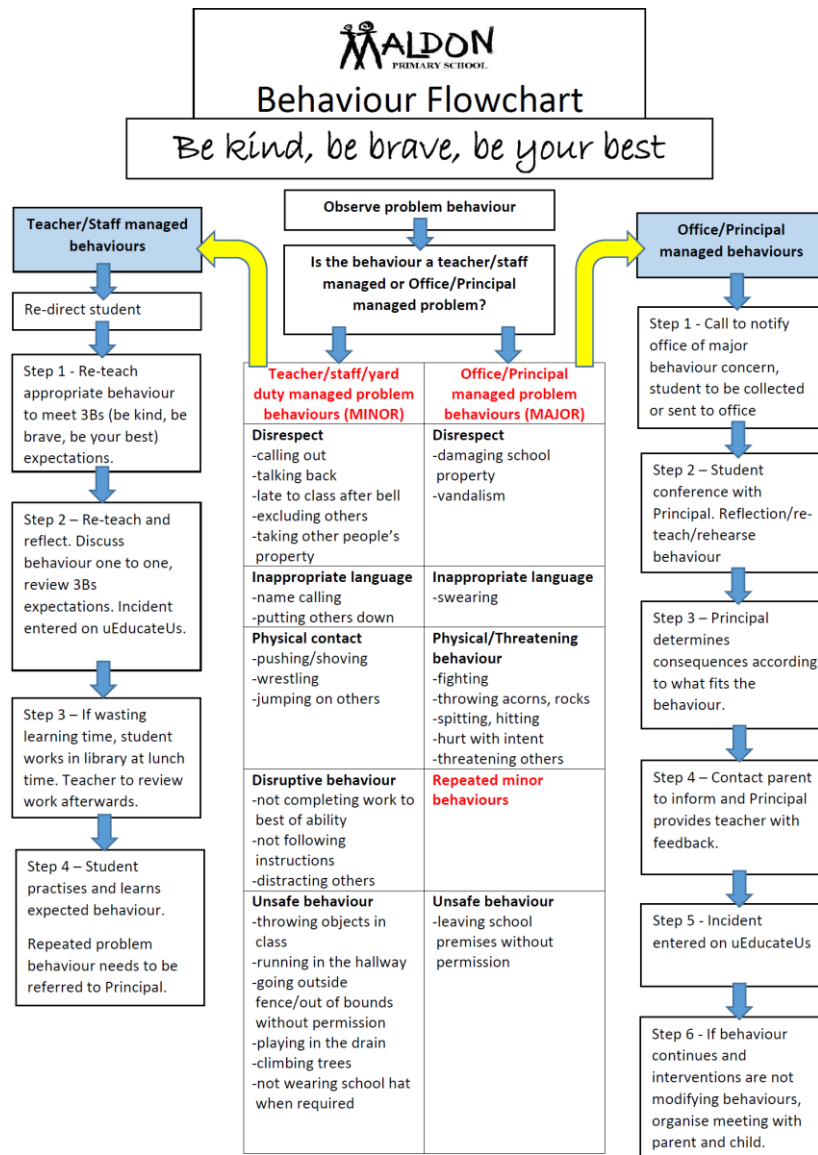 MALDON
PRIMARY SCHOOL
Behaviour Flowchart
Be kind, be brave, be your best
Teacher/Staff managed
behaviours
Re-direct student
Step 1 - Re-teach
appropriate behaviour
to meet 3Bs (be kind, be
brave, be your best)
expectations.
Step 2 – Re-teach and
reflect. Discuss
behaviour one to one,
review 3Bs
expectations. Incident
entered on uEducateUs.
Step 3 – If wasting
learning time, student
works in library at lunch
time. Teacher to review
work afterwards.
Step 4 – Student
practises and learns
expected behaviour.
Repeated problem
behaviour needs to be
referred to Principal.
Observe problem behaviour
Is the behaviour a teacher/staff
managed or Office/Principal
managed problem?
Teacher/staff/yard
duty managed problem
behaviours (MINOR)
Office/Principal
managed problem
behaviours (MAJOR)
Disrespect
-calling out
-talking back
-late to class after bell
-excluding others
-taking other people's
property
Disrespect
-damaging school
property
-vandalism
Inappropriate language
-name calling
-putting others down
Inappropriate language
-swearing
Physical contact
-pushing/shoving
-wrestling
-jumping on others
Physical/Threatening
behaviour
-fighting
-throwing acorns, rocks
-spitting, hitting
-hurt with intent
-threatening others
Disruptive behaviour
-not completing work to
best of ability
-not following
instructions
-distracting others
Repeated minor
behaviours
Unsafe behaviour
-throwing objects in
class
-running in the hallway
-going outside
fence/out of bounds
without permission
-playing in the drain
-climbing trees
-not wearing school hat
when required
Unsafe behaviour
-leaving school
premises without
permission
Office/Principal
managed behaviours
Step 1 - Call to notify
office of major
behaviour concern,
student to be collected
or sent to office
Step 2 – Student
conference with
Principal. Reflection/re-
teach/rehearse
behaviour
Step 3 – Principal
determines
consequences according
to what fits the
behaviour.
Step 4 – Contact parent
to inform and Principal
provides teacher with
feedback.
Step 5 - Incident
entered on uEducateUs
Step 6 - If behaviour
continues and
interventions are not
modifying behaviours,
organise meeting with
parent and child.